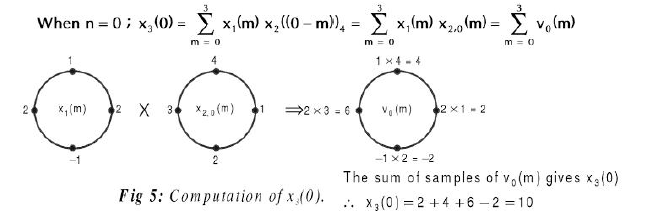 When n = 0 ; x₃(0) = ∑ x₁(m) x₂((0 − m))₄ = ∑ x₁(m) x₂,₀(m) = ∑ v₀(m)
3 3 3
m = 0 m = 0 m = 0
1 4 1 × 4 = 4
2 x₁(m) 2 X 3 x₂,₀(m) 1 ⇒ 2 × 3 = 6 v₀(m) 2 × 1 = 2
−1 2 −1 × 2 = −2
The sum of samples of v₀(m) gives x₃(0)
Fig 5: Computation of x₃(0). ∴ x₃(0) = 2 + 4 + 6 − 2 = 10